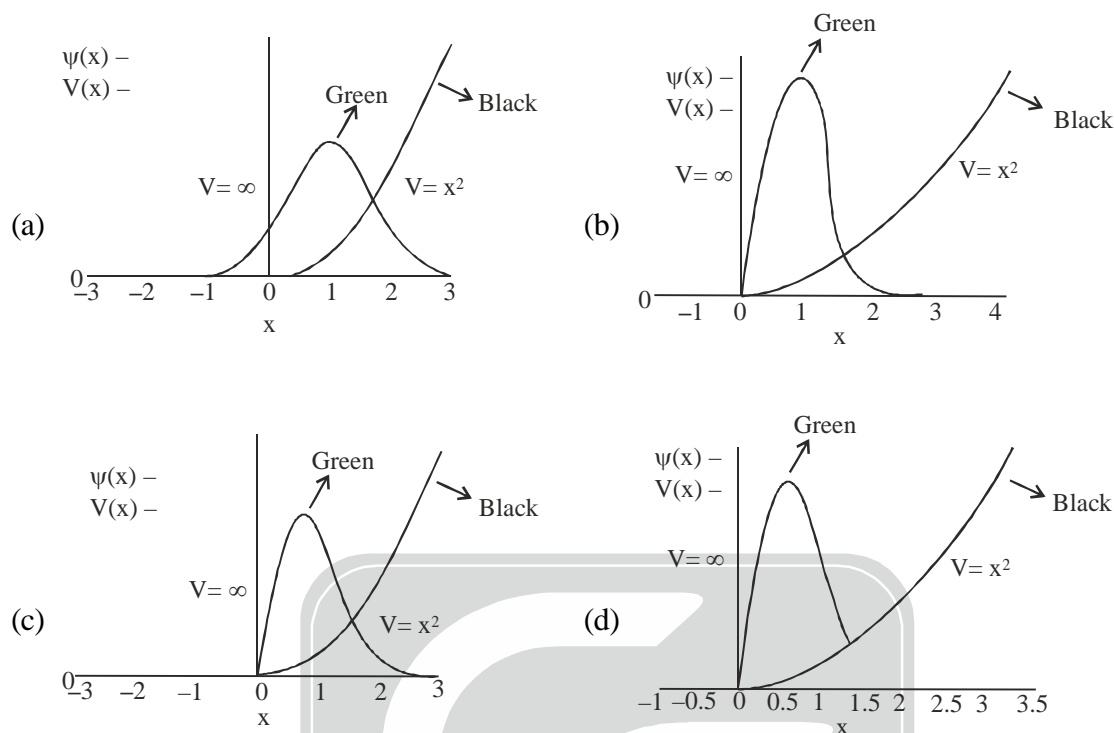 (a)
ψ(x) –
V(x) –
Green
Black
V= ∞
V= x²
0
–3 –2 –1 0 1 2 3
x
(b)
Green
ψ(x) –
V(x) –
Black
V= ∞
V= x²
0
–1 0 1 2 3 4
x
(c)
ψ(x) –
V(x) –
Green
Black
V= ∞
V= x²
0
–3 –2 –1 0 1 2 3
x
(d)
Green
ψ(x) –
V(x) –
Black
V= ∞
V= x²
–1 –0.5 0 0.5 1 1.5 2 2.5 3 3.5
x